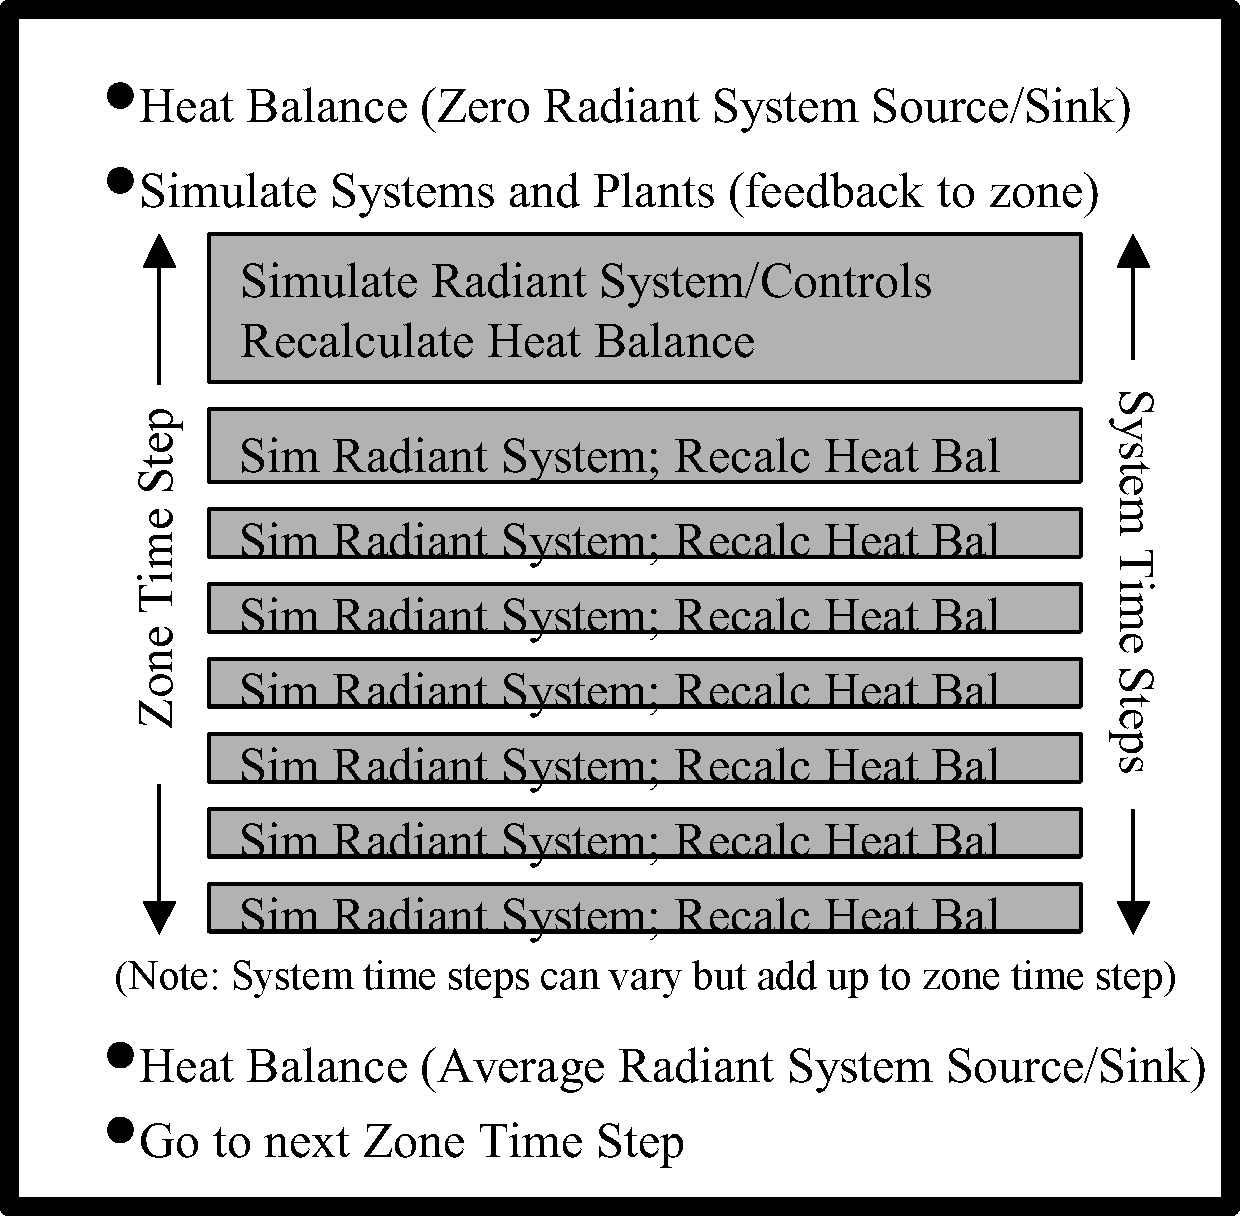 ●Heat Balance (Zero Radiant System Source/Sink)
●Simulate Systems and Plants (feedback to zone)
Zone Time Step
Simulate Radiant System/Controls
Recalculate Heat Balance
Sim Radiant System; Recalc Heat Bal
Sim Radiant System; Recalc Heat Bal
Sim Radiant System; Recalc Heat Bal
Sim Radiant System; Recalc Heat Bal
Sim Radiant System; Recalc Heat Bal
Sim Radiant System; Recalc Heat Bal
Sim Radiant System; Recalc Heat Bal
System Time Steps
(Note: System time steps can vary but add up to zone time step)
●Heat Balance (Average Radiant System Source/Sink)
●Go to next Zone Time Step